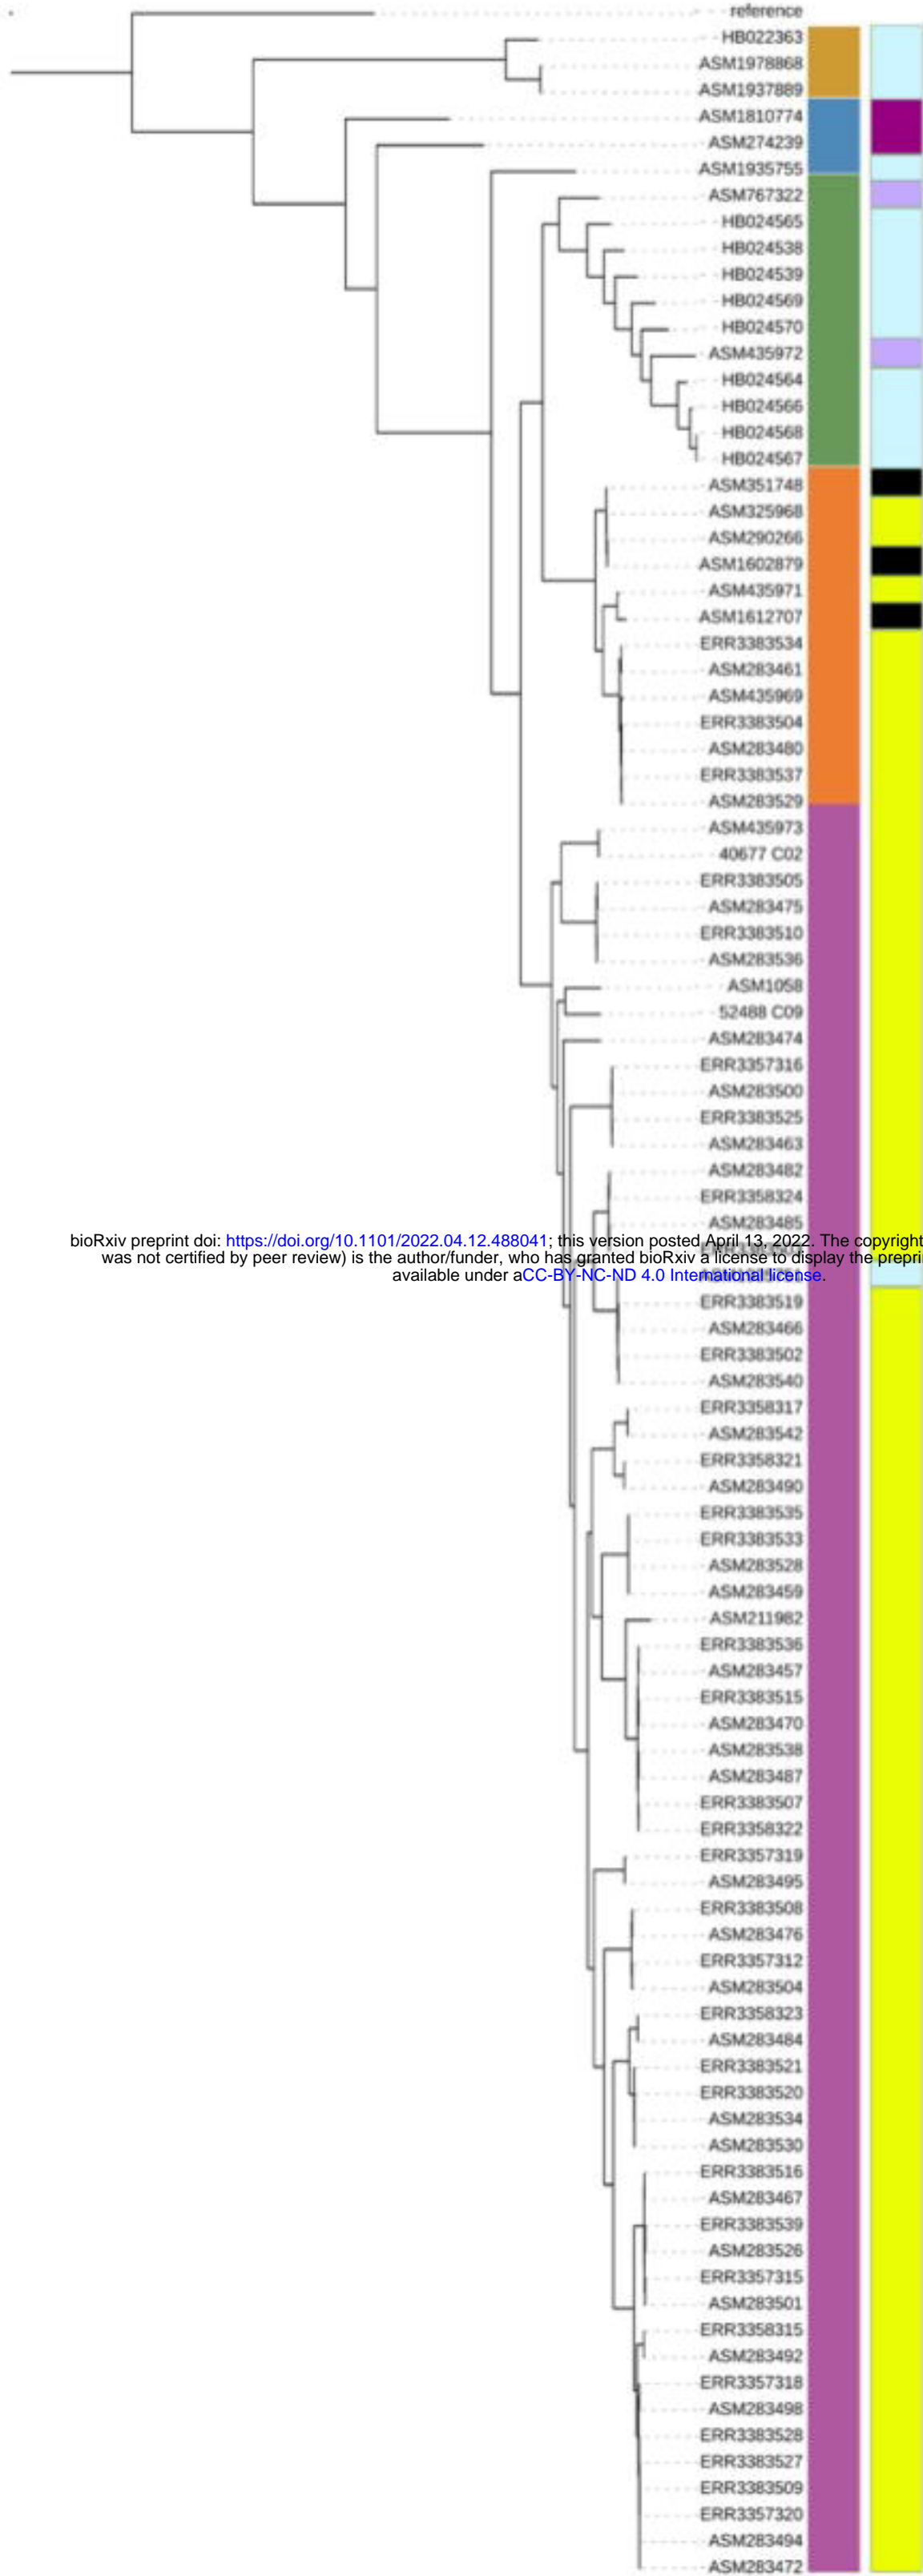 reference
HB022363
ASM1978868
ASM1937889
ASM1810774
ASM274239
ASM1935755
ASM767322
HB024565
HB024538
HB024539
HB024569
HB024570
ASM435972
HB024564
HB024566
HB024568
HB024567
ASM351748
ASM325968
ASM290266
ASM1602879
ASM435971
ASM1612707
ERR3383534
ASM283461
ASM435969
ERR3383504
ASM283480
ERR3383537
ASM283529
ASM435973
40677 C02
ERR3383505
ASM283475
ERR3383510
ASM283536
ASM1058
52488 C09
ASM283474
ERR3357316
ASM283500
ERR3383525
ASM283463
ASM283482
ERR3358324
ASM283485
bioRxiv preprint doi: https://doi.org/10.1101/2022.04.12.488041; this version posted April 13, 2022. The copyright
was not certified by peer review) is the author/funder, who has granted bioRxiv a license to display the
available under aCC-BY-NC-ND 4.0 International license.
ERR3383519
ASM283466
ERR3383502
ASM283540
ERR3358317
ASM283542
ERR3358321
ASM283490
ERR3383535
ERR3383533
ASM283528
ASM283459
ASM211982
ERR3383536
ASM283457
ERR3383515
ASM283470
ASM283538
ASM283487
ERR3383507
ERR3358322
ERR3357319
ASM283495
ERR3383508
ASM283476
ERR3357312
ASM283504
ERR3358323
ASM283484
ERR3383521
ERR3383520
ASM283534
ASM283530
ERR3383516
ASM283467
ERR3383539
ASM283526
ERR3357315
ASM283501
ERR3358315
ASM283492
ERR3357318
ASM283498
ERR3383528
ERR3383527
ERR3383509
ERR3357320
ASM283494
ASM283472